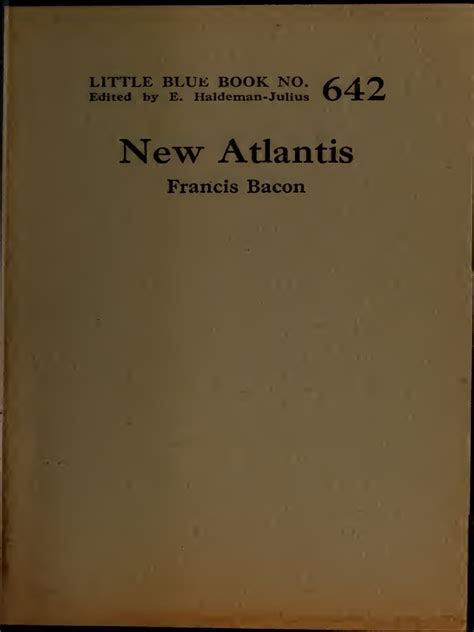 LITTLE BLUE BOOK NO. 642
Edited by E. Haldeman-Julius
New Atlantis
Francis Bacon